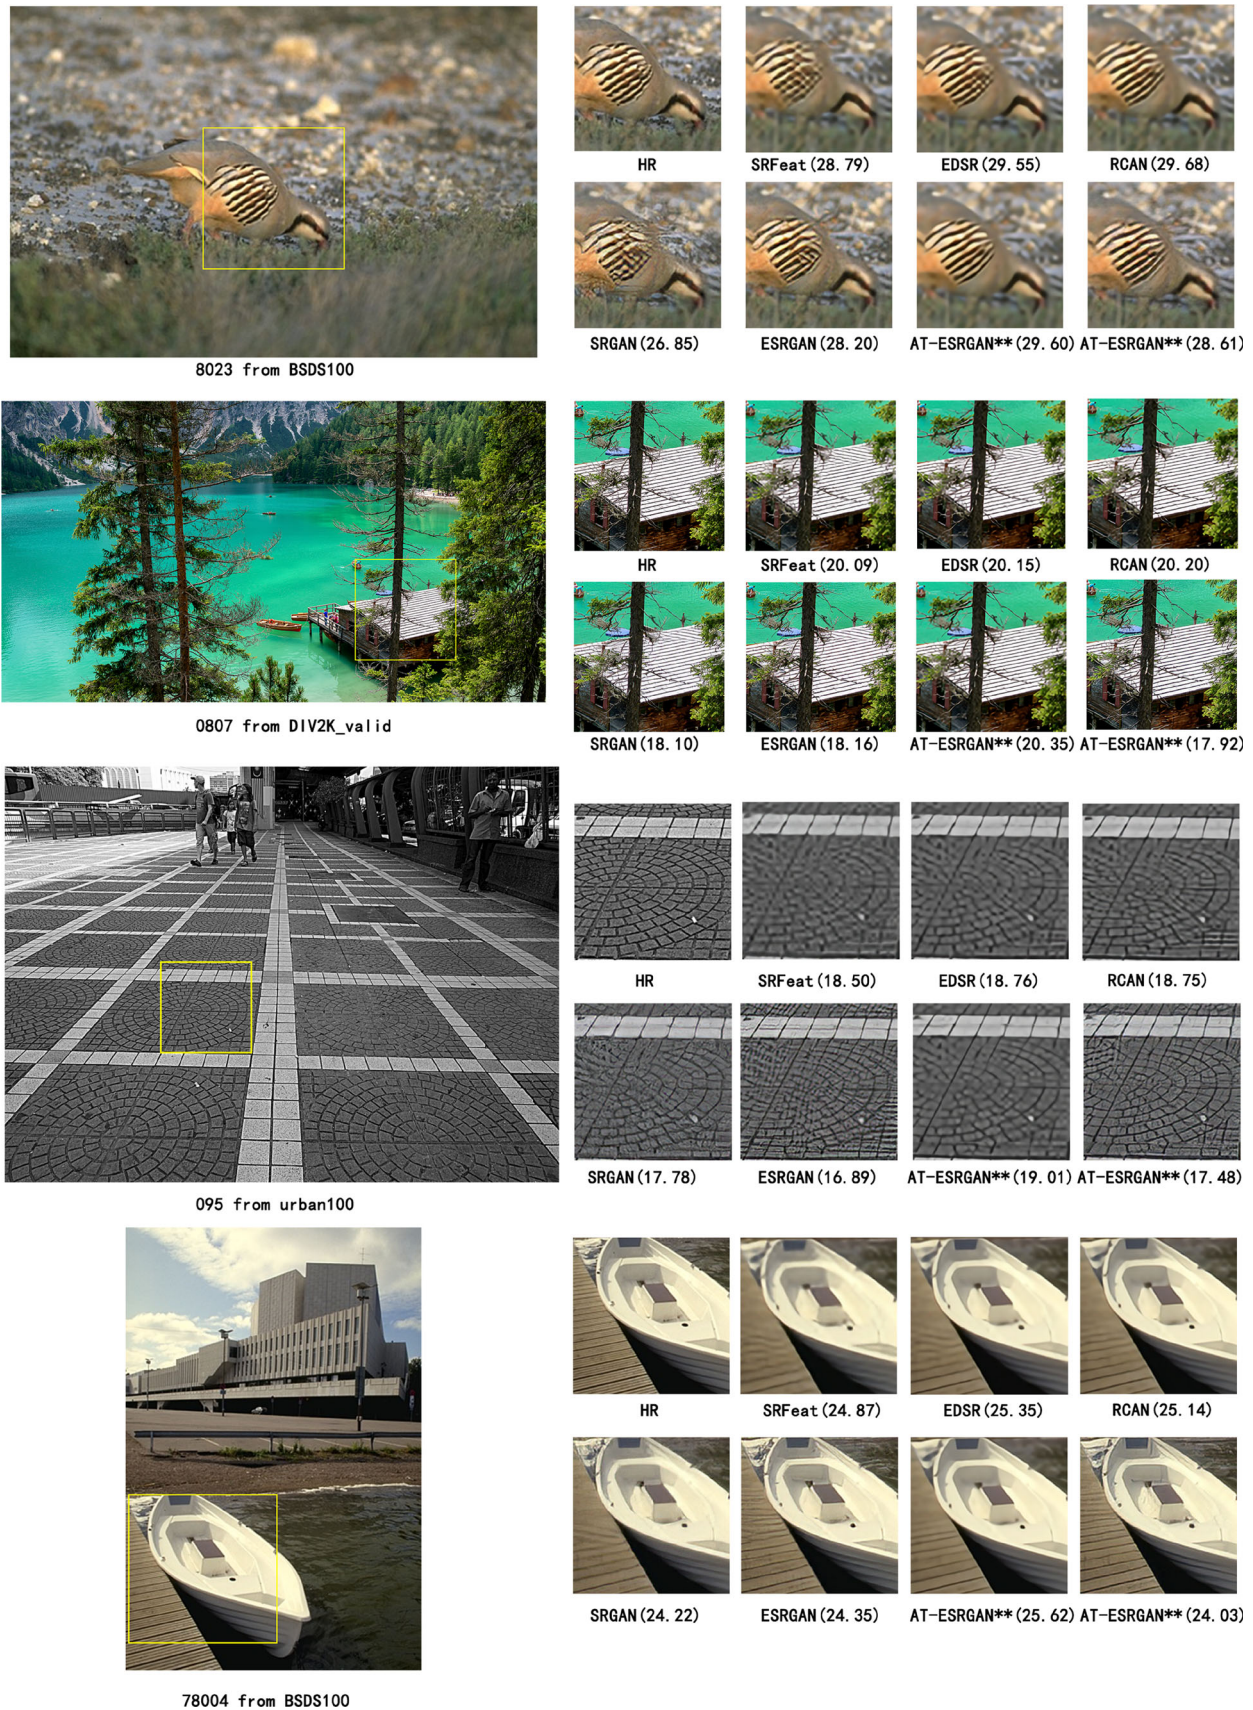 HR SRFeat(28.79) EDSR(29.55) RCAN(29.68)
SRGAN(26.85) ESRGAN(28.20) AT-ESRGAN**(29.60) AT-ESRGAN**(28.61)
8023 from BSDS100
HR SRFeat(20.09) EDSR(20.15) RCAN(20.20)
0807 from DIV2K_valid
SRGAN(18.10) ESRGAN(18.16) AT-ESRGAN**(20.35) AT-ESRGAN**(17.92)
HR SRFeat(18.50) EDSR(18.76) RCAN(18.75)
SRGAN(17.78) ESRGAN(16.89) AT-ESRGAN**(19.01) AT-ESRGAN**(17.48)
095 from urban100
HR SRFeat(24.87) EDSR(25.35) RCAN(25.14)
SRGAN(24.22) ESRGAN(24.35) AT-ESRGAN**(25.62) AT-ESRGAN**(24.03)
78004 from BSDS100